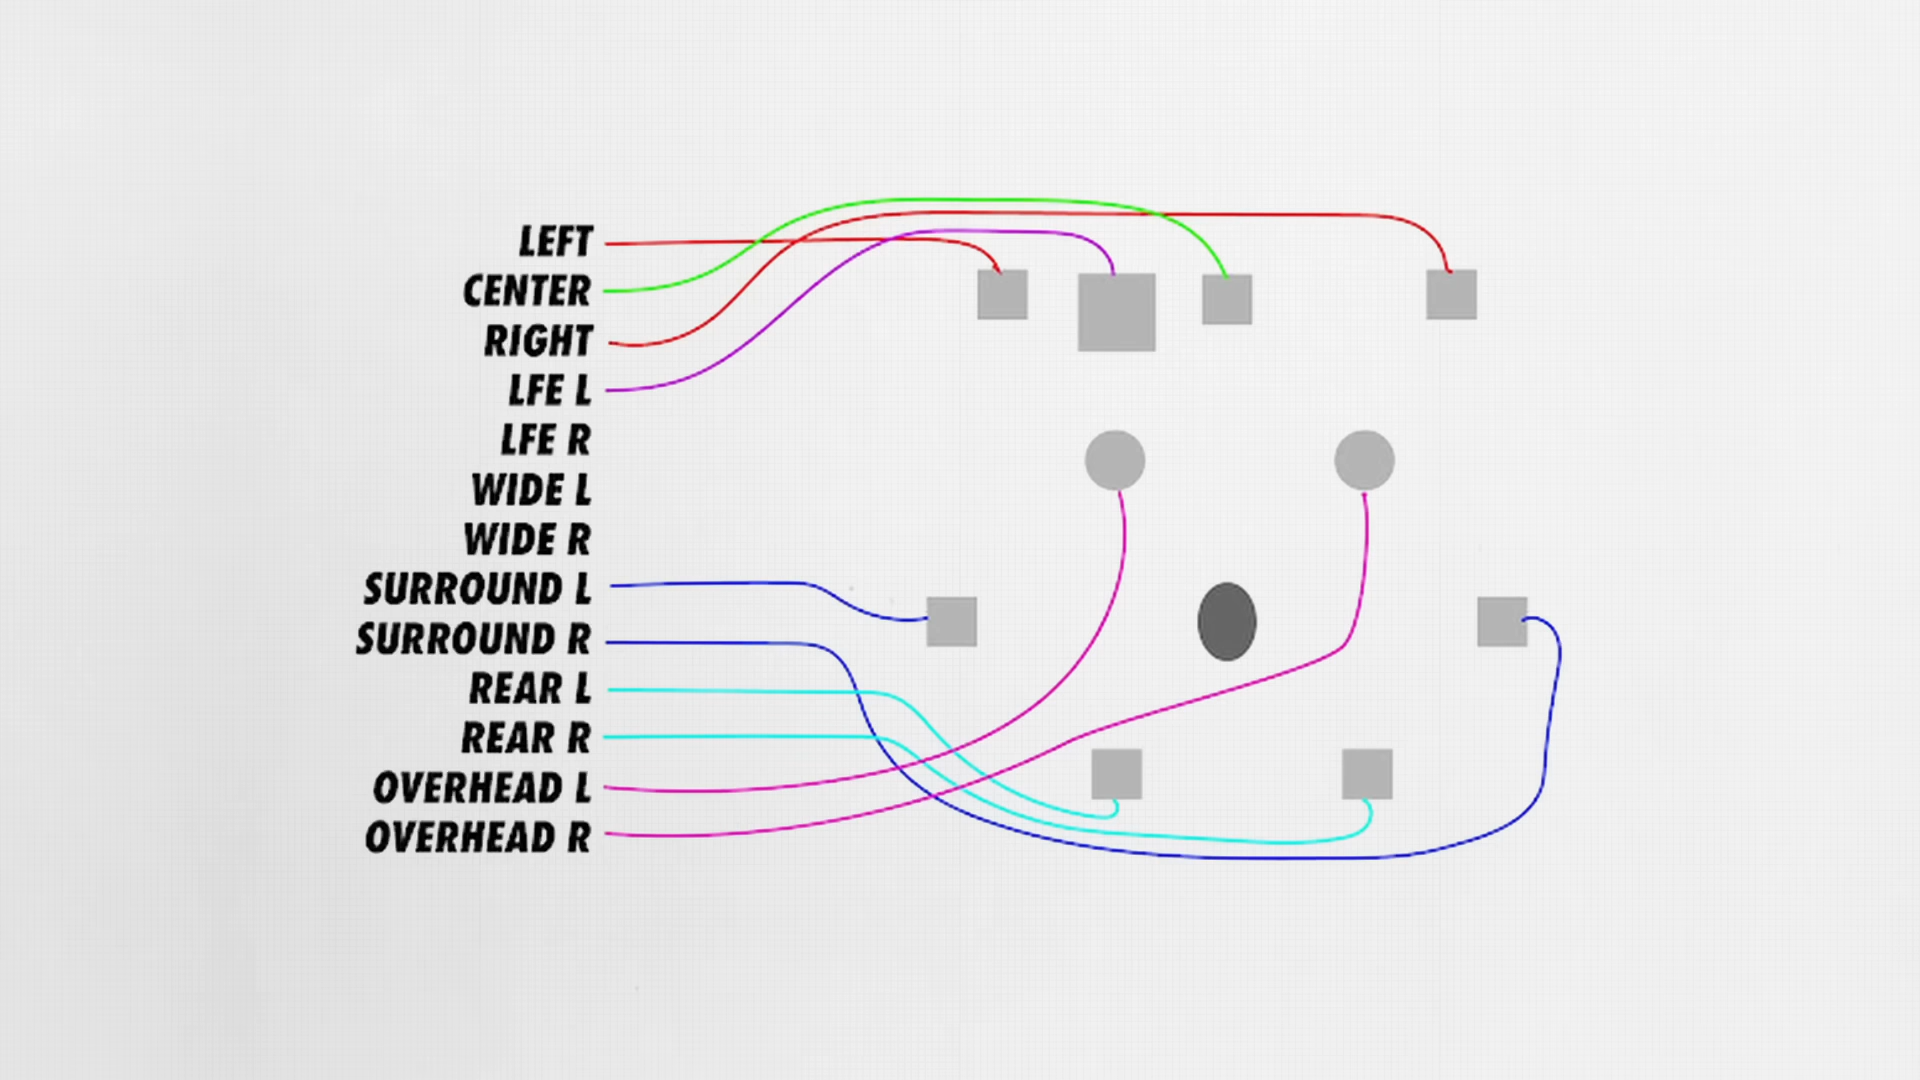 LEFT
CENTER
RIGHT
LFE L
LFE R
WIDE L
WIDE R
SURROUND L
SURROUND R
REAR L
REAR R
OVERHEAD L
OVERHEAD R